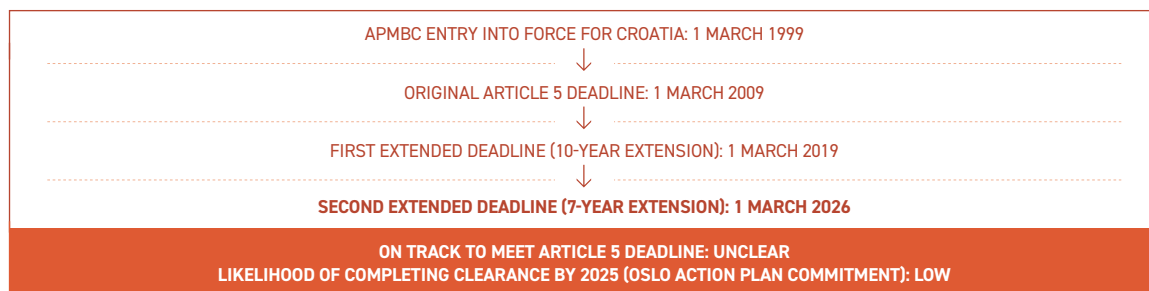 APMBC ENTRY INTO FORCE FOR CROATIA: 1 MARCH 1999
ORIGINAL ARTICLE 5 DEADLINE: 1 MARCH 2009
FIRST EXTENDED DEADLINE (10-YEAR EXTENSION): 1 MARCH 2019
SECOND EXTENDED DEADLINE (7-YEAR EXTENSION): 1 MARCH 2026
ON TRACK TO MEET ARTICLE 5 DEADLINE: UNCLEAR
LIKELIHOOD OF COMPLETING CLEARANCE BY 2025 (OSLO ACTION PLAN COMMITMENT): LOW